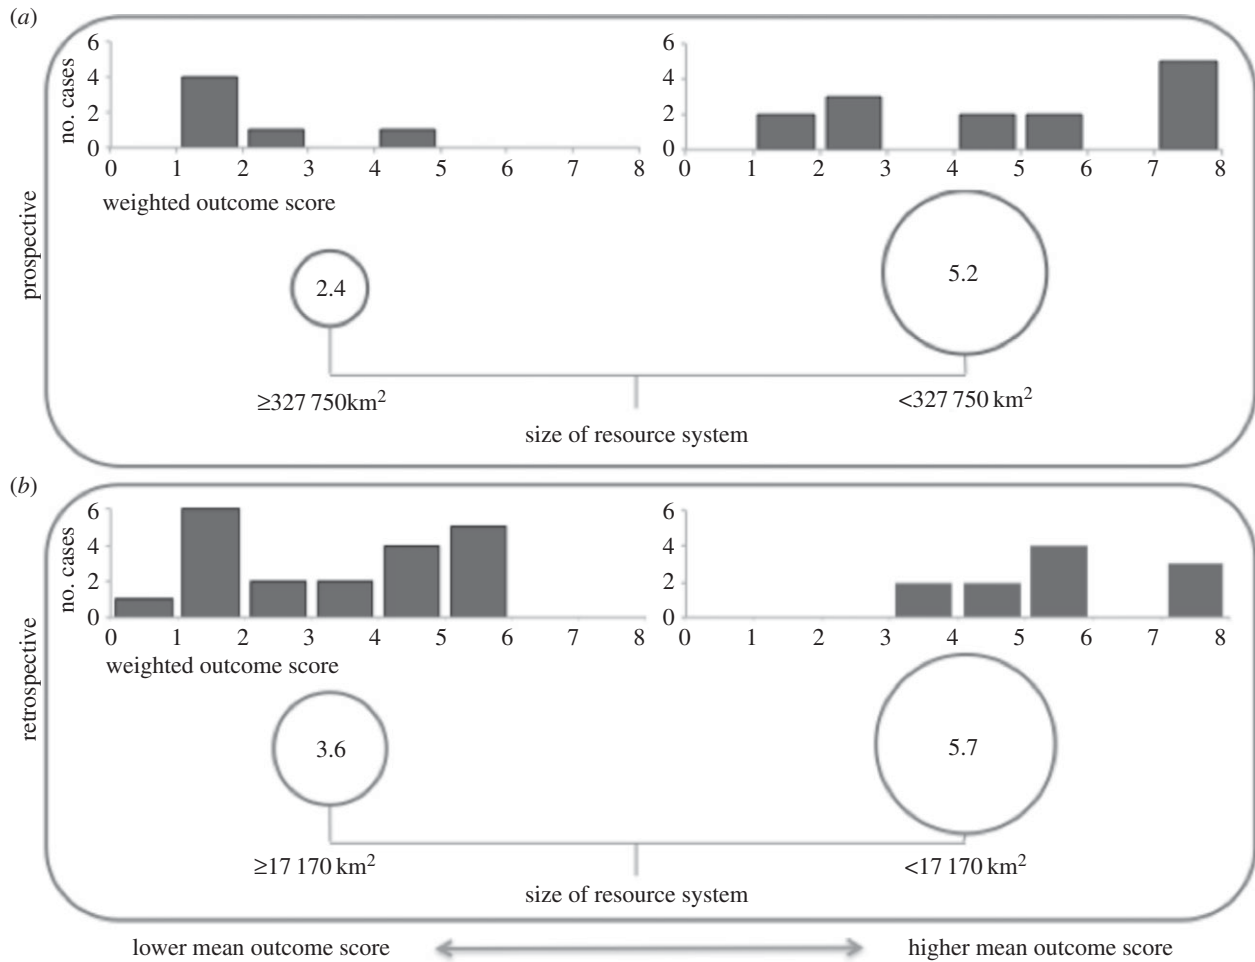 (a)
6
4
2
0
no. cases
0 1 2 3 4 5 6 7 8
weighted outcome score
6
4
2
0
0 1 2 3 4 5 6 7 8
prospective
2.4
5.2
≥327 750km²
<327 750 km²
size of resource system
(b)
6
4
2
0
no. cases
0 1 2 3 4 5 6 7 8
weighted outcome score
6
4
2
0
0 1 2 3 4 5 6 7 8
retrospective
3.6
5.7
≥17 170 km²
<17 170 km²
size of resource system
lower mean outcome score
higher mean outcome score